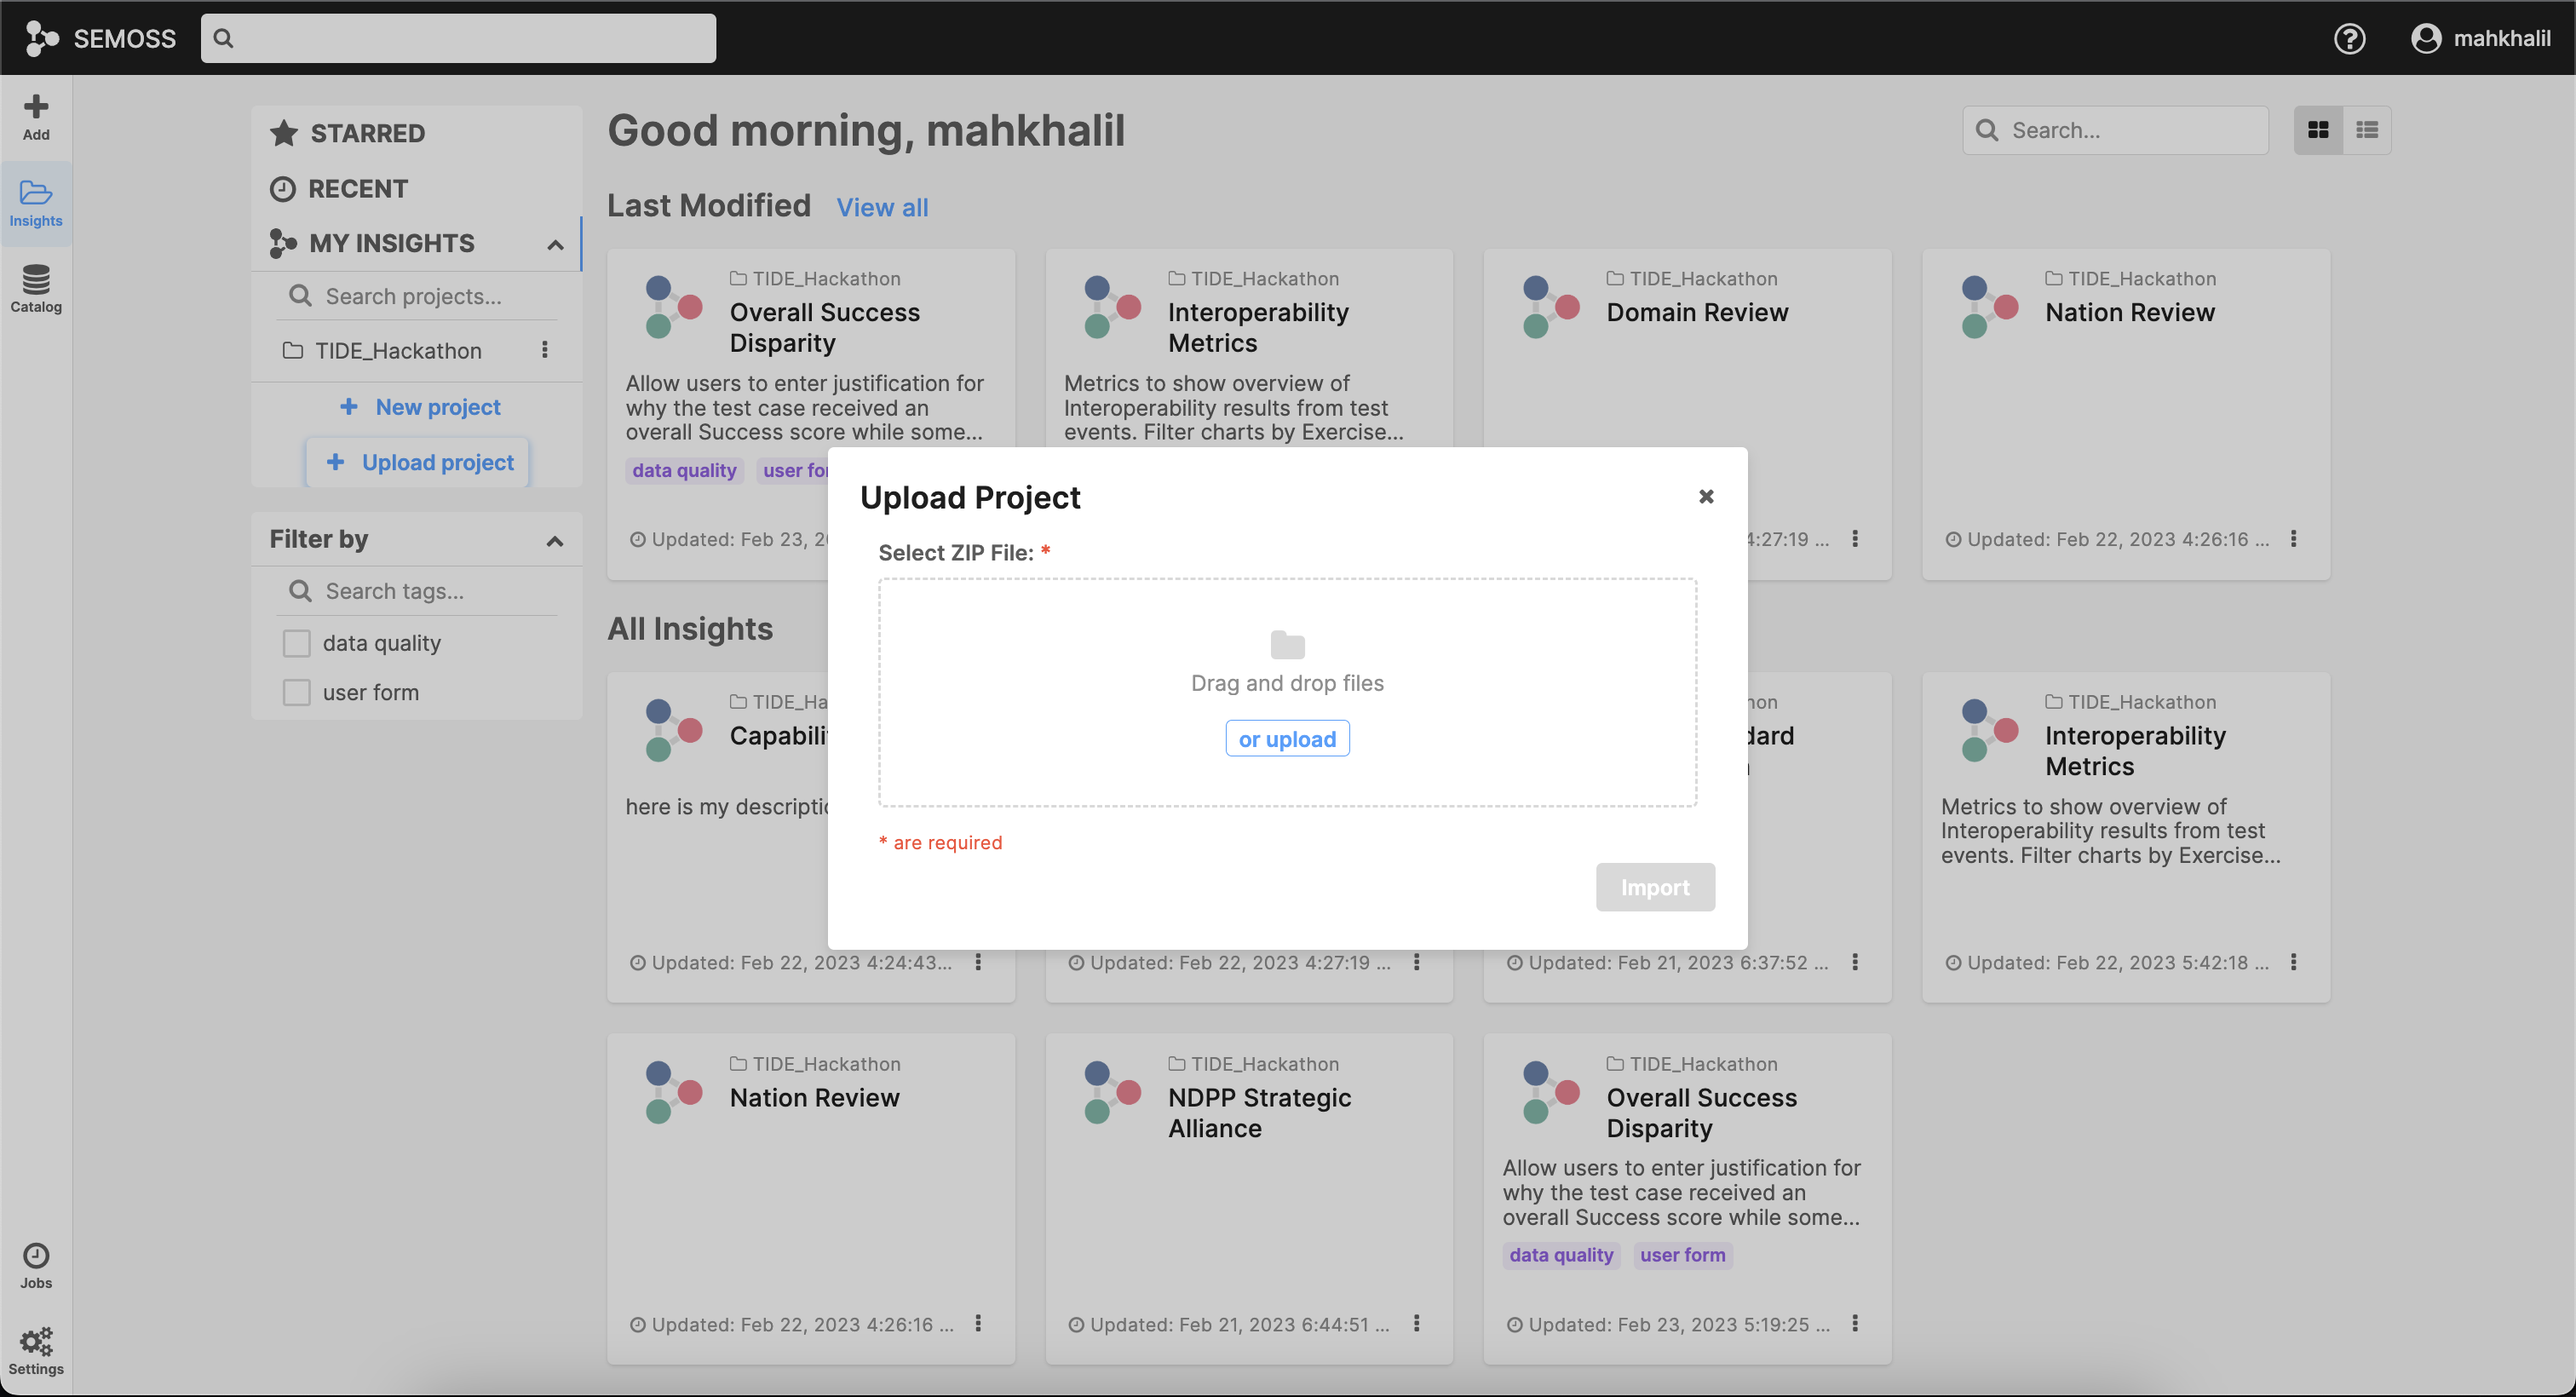 SEMOSS
mahkhalil
Add
Insights
Catalog
Jobs
Settings
STARRED
RECENT
MY INSIGHTS
Search projects...
TIDE_Hackathon
New project
Upload project
Filter by
Search tags...
data quality
user form
Good morning, mahkhalil
Search...
Last Modified
View all
TIDE_Hackathon
Overall Success
Disparity
Allow users to enter justification for
why the test case received an
overall Success score while some...
data quality
Updated: Feb 23,
TIDE_Hackathon
Interoperability
Metrics
Metrics to show overview of
Interoperability results from test
events. Filter charts by Exercise...
TIDE_Hackathon
Domain Review
4:27:19 ...
TIDE_Hackathon
Nation Review
Updated: Feb 22, 2023 4:26:16 ...
Upload Project
Select ZIP File: *
Drag and drop files
or upload
* are required
Import
All Insights
here is my
Updated: Feb 22, 2023 4:24:43...
Updated: Feb 22, 2023 4:27:19 ...
Updated: Feb 21, 2023 6:37:52 ...
TIDE_Hackathon
Interoperability
Metrics
Metrics to show overview of
Interoperability results from test
events. Filter charts by Exercise...
Updated: Feb 22, 2023 5:42:18 ...
TIDE_Hackathon
Nation Review
Updated: Feb 22, 2023 4:26:16 ...
TIDE_Hackathon
NDPP Strategic
Alliance
Updated: Feb 21, 2023 6:44:51 ...
TIDE_Hackathon
Overall Success
Disparity
Allow users to enter justification for
why the test case received an
overall Success score while some...
data quality
user form
Updated: Feb 23, 2023 5:19:25 ...